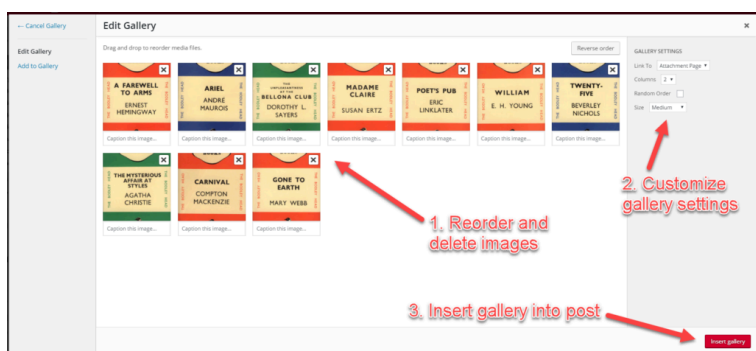 ← Cancel Gallery
Edit Gallery
Add to Gallery
Edit Gallery
×
Drag and drop to reorder media files.
Reverse order
A FAREWELL
TO ARMS
ERNEST
HEMINGWAY
Caption this image...
ARIEL
ANDRE
MAUROIS
Caption this image...
THE
UNPLEASANTNESS
AT THE
BELLONA CLUB
DOROTHY L.
SAYERS
Caption this image...
MADAME
CLAIRE
SUSAN ERTZ
Caption this image...
POET'S PUB
ERIC
LINKLATER
Caption this image...
WILLIAM
E. H. YOUNG
Caption this image...
TWENTY-
FIVE
BEVERLEY
NICHOLS
Caption this image...
THE MYSTERIOUS
AFFAIR AT
STYLES
AGATHA
CHRISTIE
Caption this image...
CARNIVAL
COMPTON
MACKENZIE
Caption this image...
GONE TO
EARTH
MARY WEBB
Caption this image...
1. Reorder and
delete images
GALLERY SETTINGS
Link To Attachment Page
Columns 2
Random Order
Size Medium
2. Customize
gallery settings
3. Insert gallery into post
Insert gallery